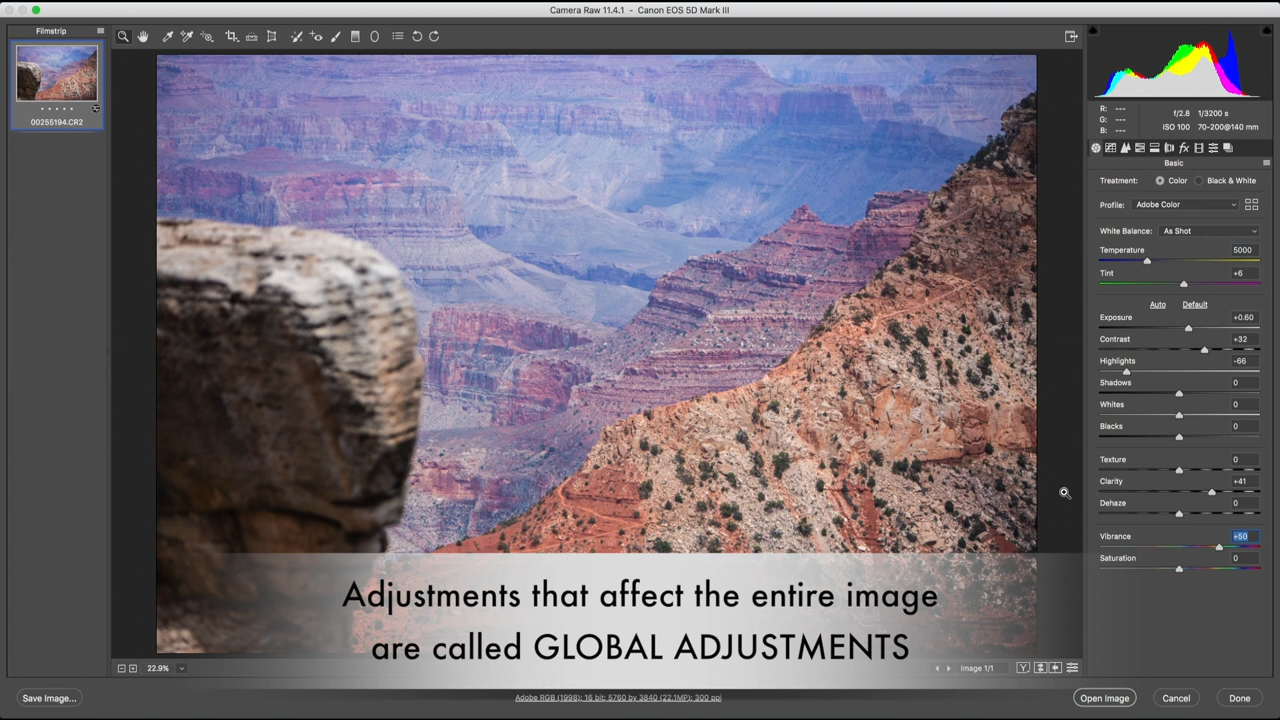 Camera Raw 11.4.1 - Canon EOS 5D Mark III
Filmstrip
00255194.CR2
R: ---
G: ---
B: ---
f/2.8 1/3200 s
ISO 100 70-200@140 mm
Basic
Treatment: Color Black & White
Profile: Adobe Color
White Balance: As Shot
Temperature 5000
Tint +6
Auto Default
Exposure +0.60
Contrast +32
Highlights -66
Shadows 0
Whites 0
Blacks 0
Texture 0
Clarity +41
Dehaze 0
Vibrance +50
Saturation 0
Adjustments that affect the entire image
are called GLOBAL ADJUSTMENTS
22.9%
Image 1/1
Save Image...
Adobe RGB (1998); 16 bit; 5760 by 3840 (22.1MP); 300 ppi
Open Image
Cancel
Done